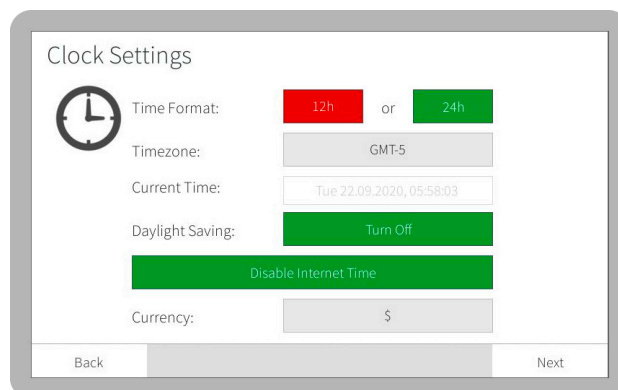 Clock Settings
Time Format: 12h or 24h
Timezone: GMT-5
Current Time: Tue 22.09.2020, 05:58:03
Daylight Saving: Turn Off
Disable Internet Time
Currency: $
Back Next